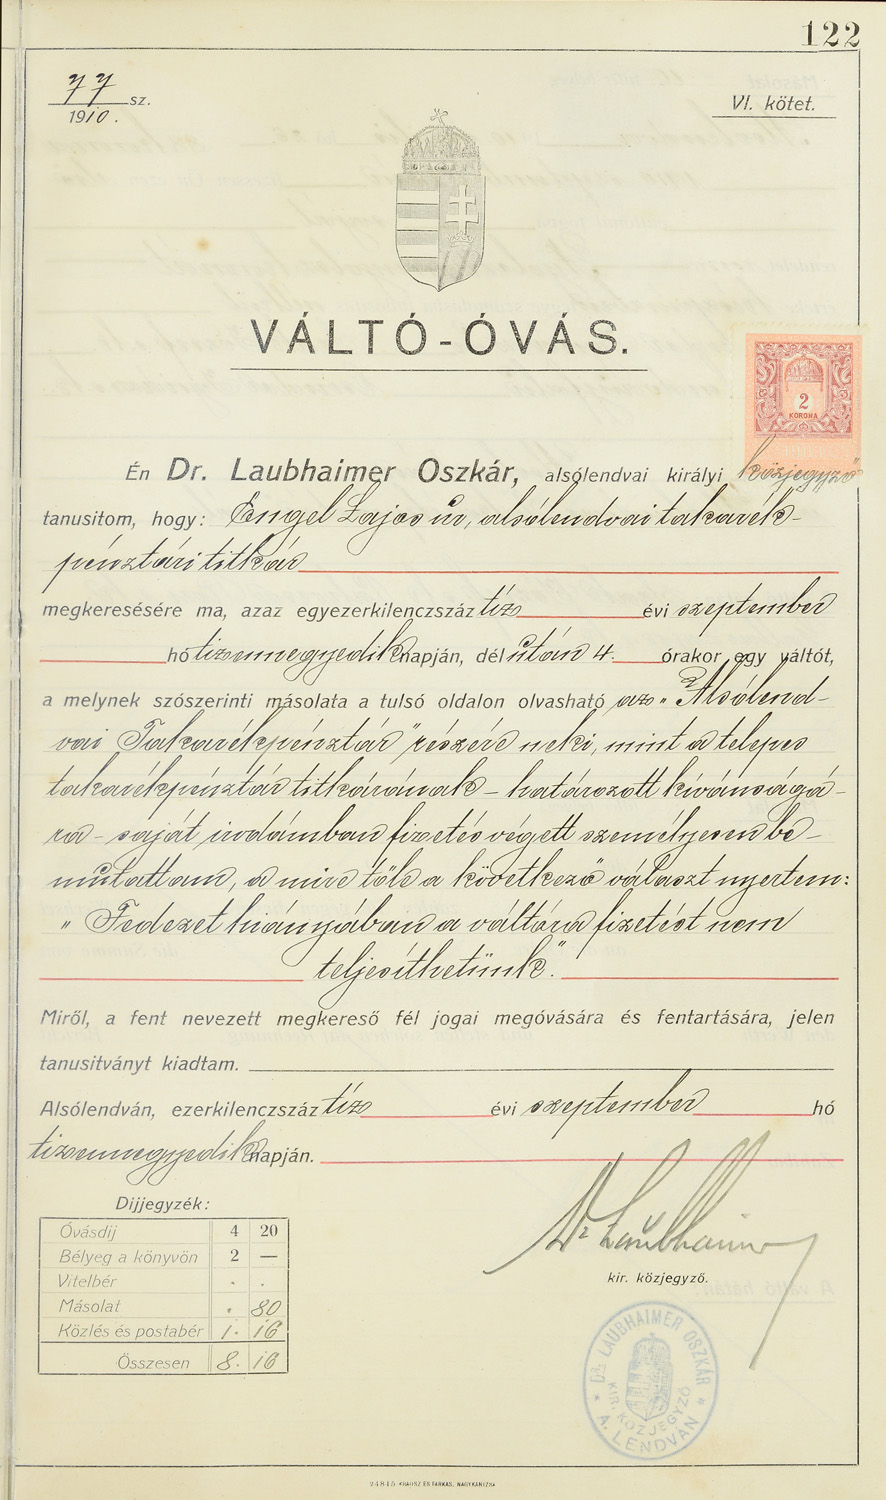 122
77 sz.
1910.
VI. kötet.
VÁLTÓ-ÓVÁS.
2
KORONA
Én Dr. Laubhaimer Oszkár, alsólendvai királyi közjegyző
tanusitom, hogy: Engel Lajos úr, alsólendvai takarék-
pénztári titkár
megkeresésére ma, azaz egyezerkilenczszáz tíz évi szeptember
hó tizennegyedik napján, dél után 4. órakor egy váltót,
a melynek szószerinti másolata a tulsó oldalon olvasható az „Alsólend-
vai Takarékpénztár" részére neki, mint a telepes
takarékpénztár titkárának – határozott kívánságá-
ra – saját irodámban fizetés végett személyesen be-
mutattam, a mire tőle a következő választ nyertem:
„Fedezet hiányában a váltóra fizetést nem
teljesíthetünk".
Miről, a fent nevezett megkereső fél jogai megóvására és fentartására, jelen
tanusitványt kiadtam.
Alsólendván, ezerkilenczszáz tíz évi szeptember hó
tizennegyedik napján.
Dijjegyzék:
Óvásdij 4 20
Bélyeg a könyvön 2 —
Vitelbér . .
Másolat . 80
Közlés és postabér 1. 16
Összesen 8. 16
Dr Laubhaimer
kir. közjegyző.
DR. LAUBHAIMER OSZKÁR
KIR. KÖZJEGYZŐ
* A. LENDVÁN *
KRAUSZ ÉS FARKAS, NAGYKANIZSA